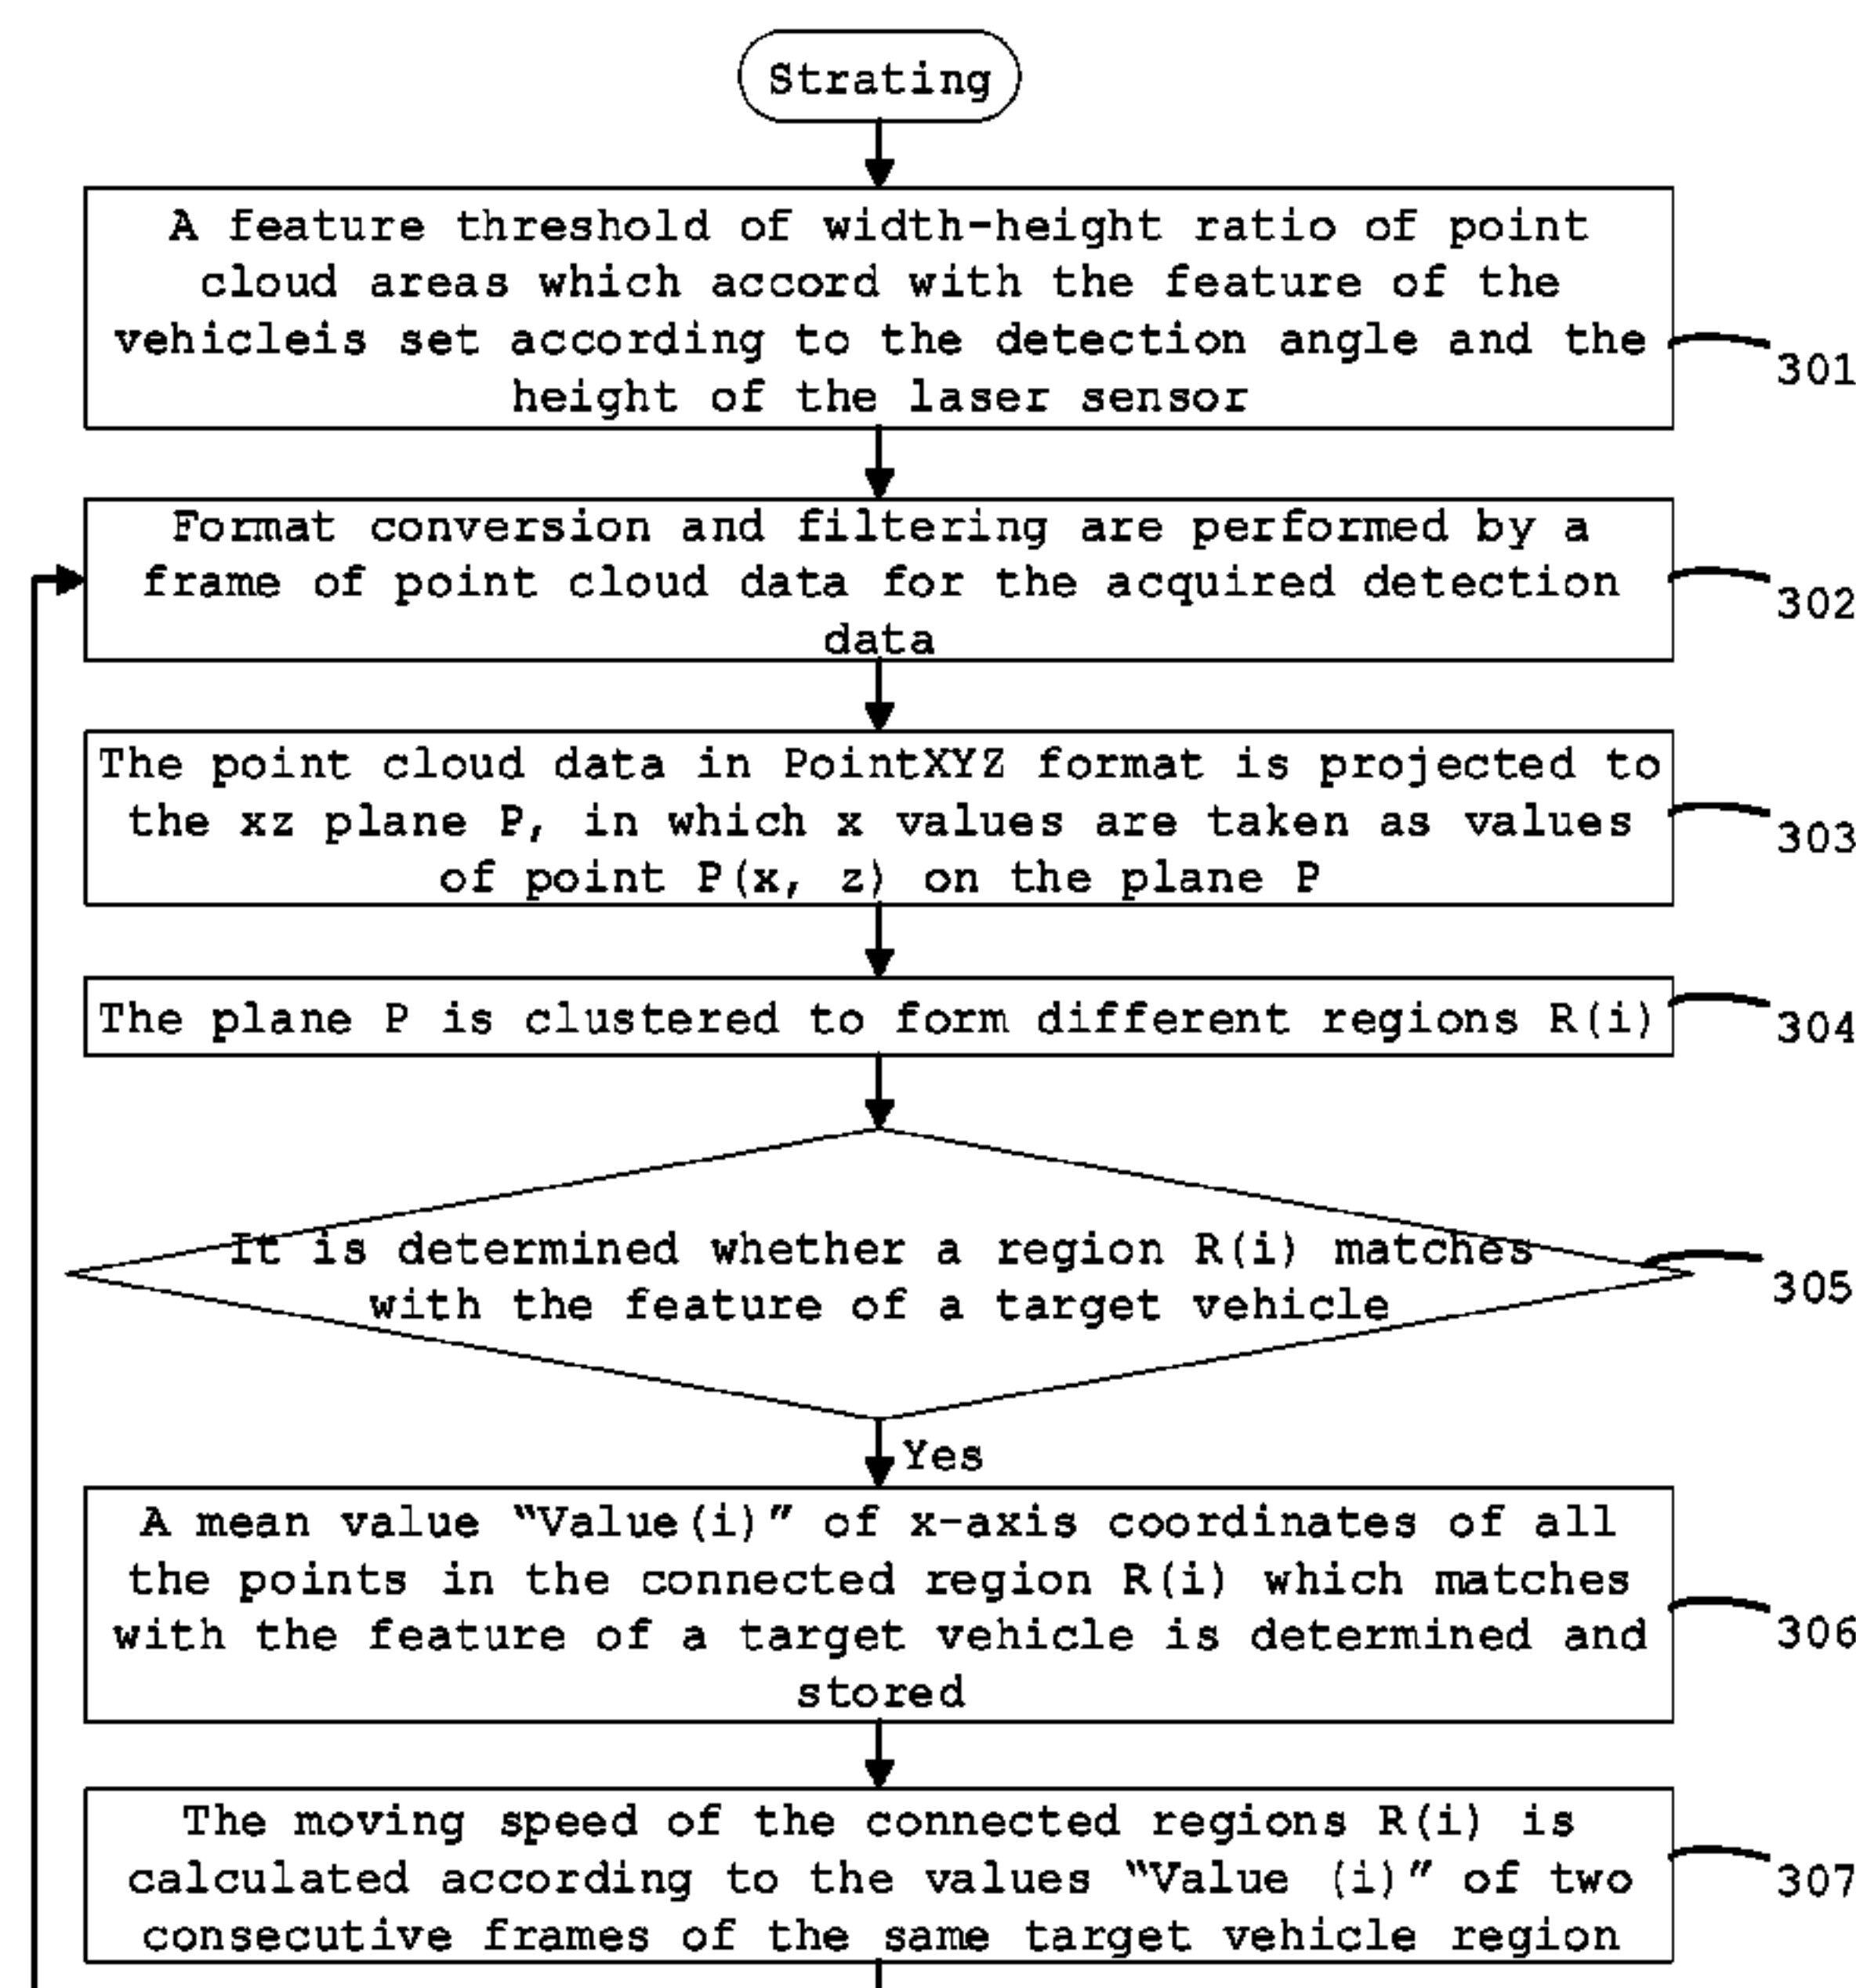 Strating
A feature threshold of width-height ratio of point
cloud areas which accord with the feature of the
vehicleis set according to the detection angle and the
height of the laser sensor
301
Format conversion and filtering are performed by a
frame of point cloud data for the acquired detection
data
302
The point cloud data in PointXYZ format is projected to
the xz plane P, in which x values are taken as values
of point P(x, z) on the plane P
303
The plane P is clustered to form different regions R(i)
304
It is determined whether a region R(i) matches
with the feature of a target vehicle
305
Yes
A mean value “Value(i)” of x-axis coordinates of all
the points in the connected region R(i) which matches
with the feature of a target vehicle is determined and
stored
306
The moving speed of the connected regions R(i) is
calculated according to the values “Value (i)” of two
consecutive frames of the same target vehicle region
307